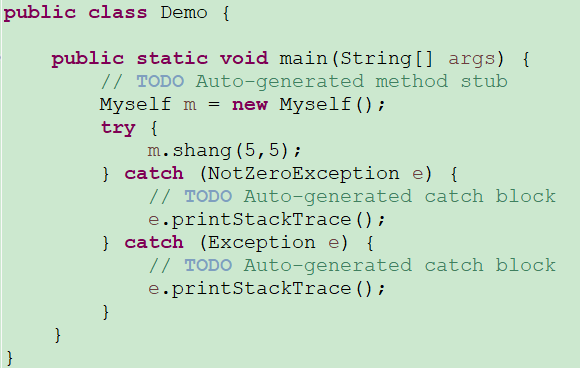 public class Demo {
public static void main(String[] args) {
// TODO Auto-generated method stub
Myself m = new Myself();
try {
m.shang(5,5);
} catch (NotZeroException e) {
// TODO Auto-generated catch block
e.printStackTrace();
} catch (Exception e) {
// TODO Auto-generated catch block
e.printStackTrace();
}
}
}